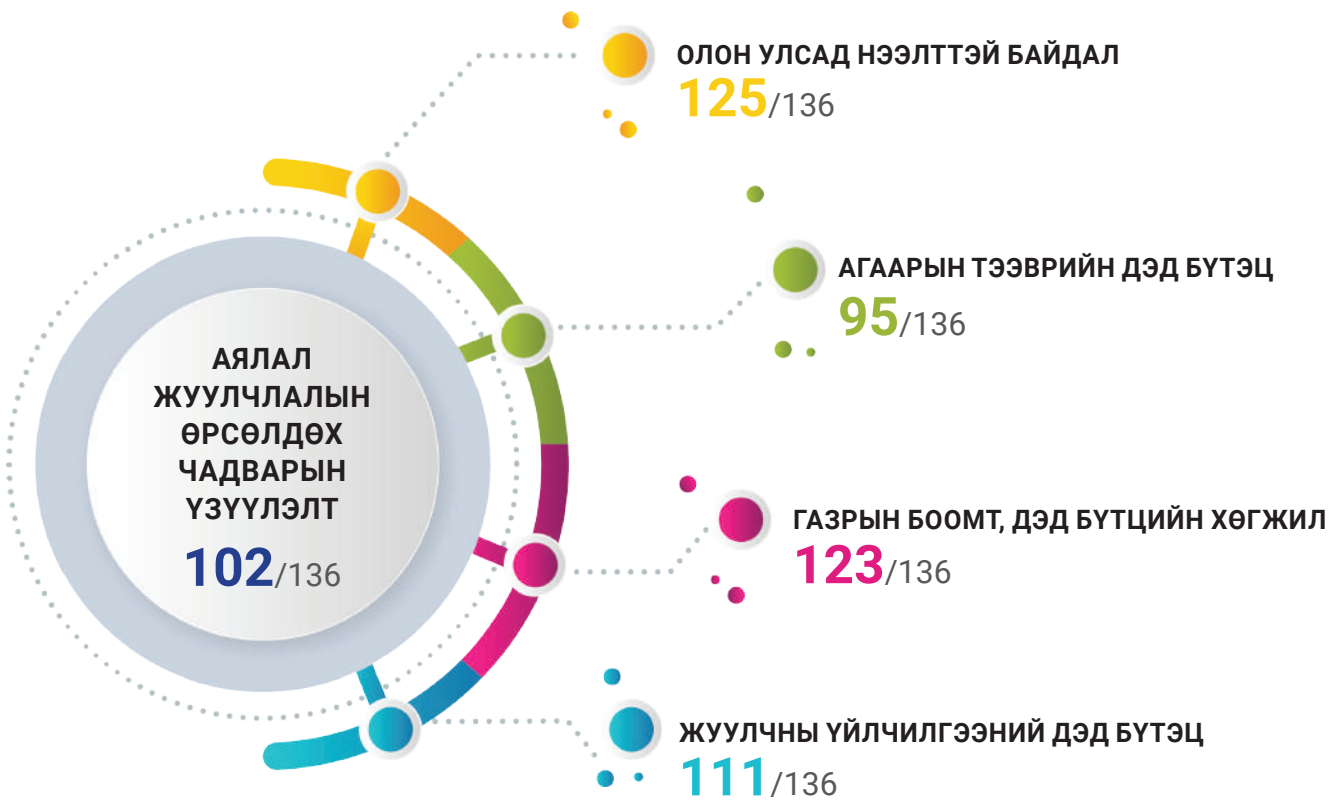 ОЛОН УЛСАД НЭЭЛТТЭЙ БАЙДАЛ
125/136
АГААРЫН ТЭЭВРИЙН ДЭД БҮТЭЦ
95/136
АЯЛАЛ
ЖУУЛЧЛАЛЫН
ӨРСӨЛДӨХ
ЧАДВАРЫН
ҮЗҮҮЛЭЛТ
102/136
ГАЗРЫН БООМТ, ДЭД БҮТЦИЙН ХӨГЖИЛ
123/136
ЖУУЛЧНЫ ҮЙЛЧИЛГЭЭНИЙ ДЭД БҮТЭЦ
111/136